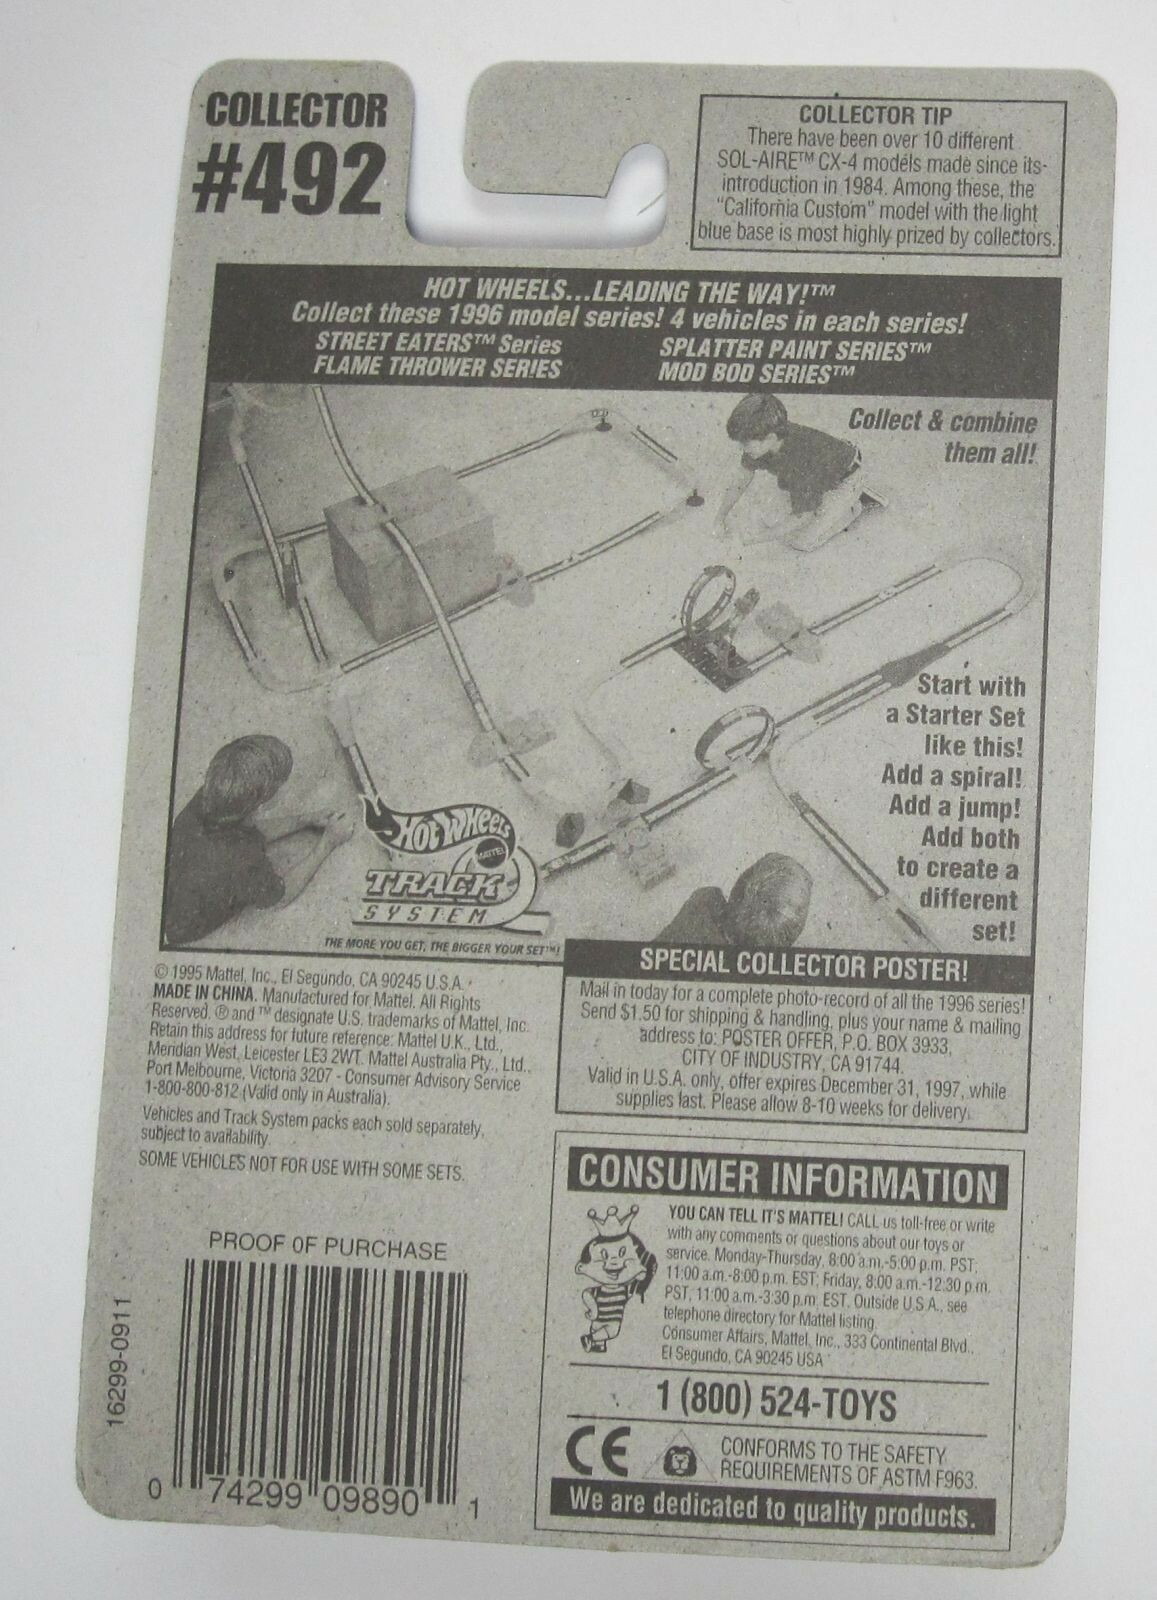 COLLECTOR
#492
COLLECTOR TIP
There have been over 10 different
SOL-AIRE™ CX-4 models made since its
introduction in 1984. Among these, the
"California Custom" model with the light
blue base is most highly prized by collectors.
HOT WHEELS...LEADING THE WAY!™
Collect these 1996 model series! 4 vehicles in each series!
STREET EATERS™ Series
FLAME THROWER SERIES
SPLATTER PAINT SERIES™
MOD BOD SERIES™
Collect & combine
them all!
Start with
a Starter Set
like this!
Add a spiral!
Add a jump!
Add both
to create a
different
set!
HOT WHEELS
MATTEL
TRACK
SYSTEM
THE MORE YOU GET, THE BIGGER YOUR SET™!
© 1995 Mattel, Inc., El Segundo, CA 90245 U.S.A.
MADE IN CHINA. Manufactured for Mattel. All Rights
Reserved. ® and ™ designate U.S. trademarks of Mattel, Inc.
Retain this address for future reference: Mattel U.K., Ltd.,
Meridian West, Leicester LE3 2WT. Mattel Australia Pty., Ltd.,
Port Melbourne, Victoria 3207 - Consumer Advisory Service
1-800-800-812 (Valid only in Australia).
Vehicles and Track System packs each sold separately,
subject to availability.
SOME VEHICLES NOT FOR USE WITH SOME SETS.
SPECIAL COLLECTOR POSTER!
Mail in today for a complete photo-record of all the 1996 series!
Send $1.50 for shipping & handling, plus your name & mailing
address to: POSTER OFFER, P.O. BOX 3933,
CITY OF INDUSTRY, CA 91744.
Valid in U.S.A. only, offer expires December 31, 1997, while
supplies last. Please allow 8-10 weeks for delivery.
CONSUMER INFORMATION
YOU CAN TELL IT'S MATTEL! CALL us toll-free or write
with any comments or questions about our toys or
service. Monday-Thursday, 8:00 a.m.-5:00 p.m. PST;
11:00 a.m.-8:00 p.m. EST; Friday, 8:00 a.m.-12:30 p.m.
PST, 11:00 a.m.-3:30 p.m. EST. Outside U.S.A., see
telephone directory for Mattel listing.
Consumer Affairs, Mattel, Inc., 333 Continental Blvd.,
El Segundo, CA 90245 USA
1 (800) 524-TOYS
CE
CONFORMS TO THE SAFETY
REQUIREMENTS OF ASTM F963.
We are dedicated to quality products.
PROOF OF PURCHASE
16299-0911
0 74299 09890 1